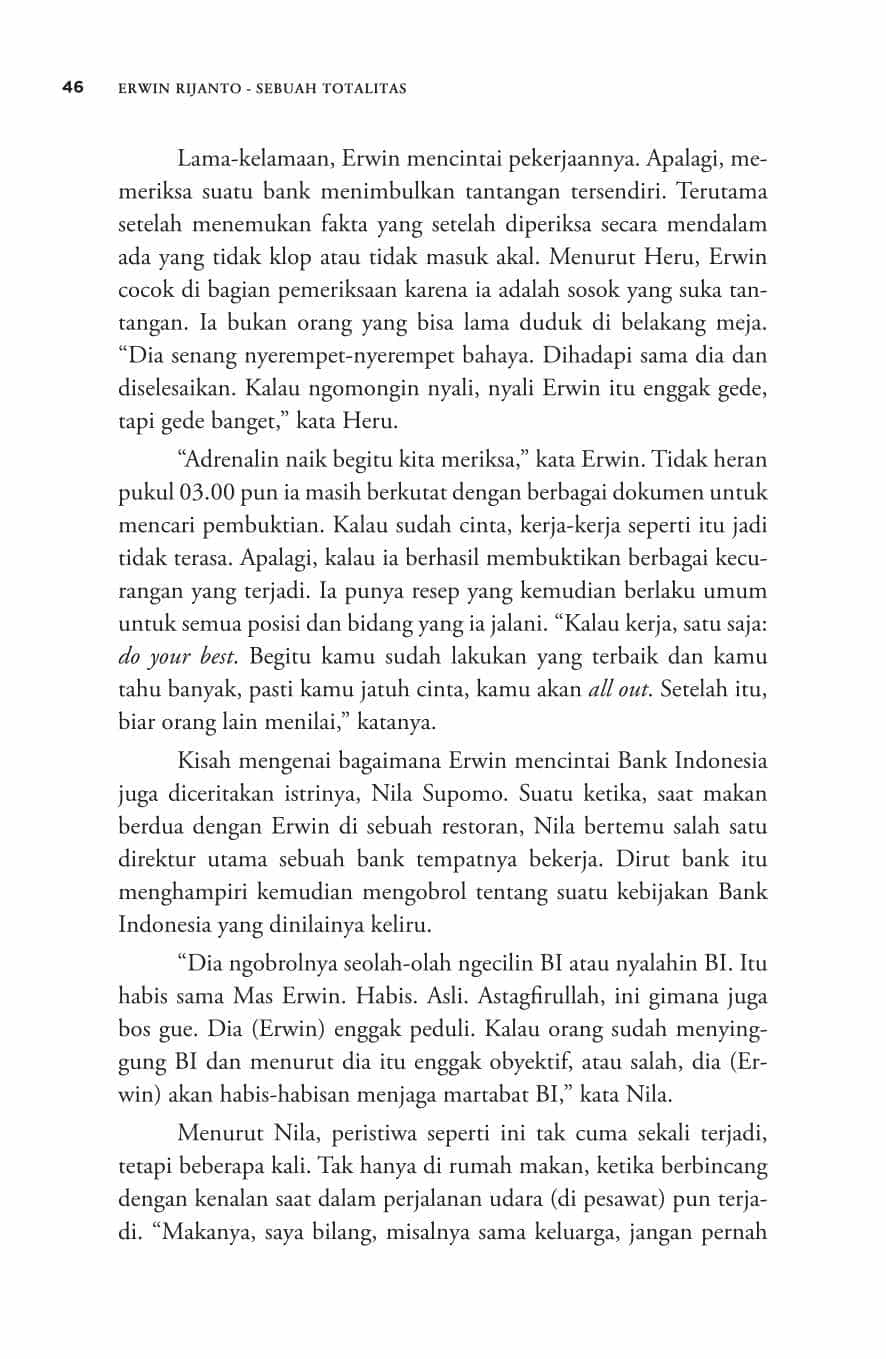 46 ERWIN RIJANTO - SEBUAH TOTALITAS
Lama-kelamaan, Erwin mencintai pekerjaannya. Apalagi, me-
meriksa suatu bank menimbulkan tantangan tersendiri. Terutama
setelah menemukan fakta yang setelah diperiksa secara mendalam
ada yang tidak klop atau tidak masuk akal. Menurut Heru, Erwin
cocok di bagian pemeriksaan karena ia adalah sosok yang suka tan-
tangan. Ia bukan orang yang bisa lama duduk di belakang meja.
“Dia senang nyerempet-nyerempet bahaya. Dihadapi sama dia dan
diselesaikan. Kalau ngomongin nyali, nyali Erwin itu enggak gede,
tapi gede banget,” kata Heru.
“Adrenalin naik begitu kita meriksa,” kata Erwin. Tidak heran
pukul 03.00 pun ia masih berkutat dengan berbagai dokumen untuk
mencari pembuktian. Kalau sudah cinta, kerja-kerja seperti itu jadi
tidak terasa. Apalagi, kalau ia berhasil membuktikan berbagai kecu-
rangan yang terjadi. Ia punya resep yang kemudian berlaku umum
untuk semua posisi dan bidang yang ia jalani. “Kalau kerja, satu saja:
do your best. Begitu kamu sudah lakukan yang terbaik dan kamu
tahu banyak, pasti kamu jatuh cinta, kamu akan all out. Setelah itu,
biar orang lain menilai,” katanya.
Kisah mengenai bagaimana Erwin mencintai Bank Indonesia
juga diceritakan istrinya, Nila Supomo. Suatu ketika, saat makan
berdua dengan Erwin di sebuah restoran, Nila bertemu salah satu
direktur utama sebuah bank tempatnya bekerja. Dirut bank itu
menghampiri kemudian mengobrol tentang suatu kebijakan Bank
Indonesia yang dinilainya keliru.
“Dia ngobrolnya seolah-olah ngecilin BI atau nyalahin BI. Itu
habis sama Mas Erwin. Habis. Asli. Astagfirullah, ini gimana juga
bos gue. Dia (Erwin) enggak peduli. Kalau orang sudah menying-
gung BI dan menurut dia itu enggak obyektif, atau salah, dia (Er-
win) akan habis-habisan menjaga martabat BI,” kata Nila.
Menurut Nila, peristiwa seperti ini tak cuma sekali terjadi,
tetapi beberapa kali. Tak hanya di rumah makan, ketika berbincang
dengan kenalan saat dalam perjalanan udara (di pesawat) pun terja-
di. “Makanya, saya bilang, misalnya sama keluarga, jangan pernah